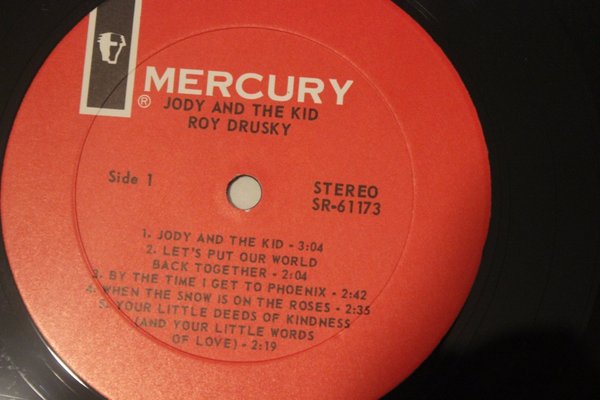 MERCURY
®
JODY AND THE KID
ROY DRUSKY
Side 1
STEREO
SR-61173
1. JODY AND THE KID - 3:04
2. LET'S PUT OUR WORLD
BACK TOGETHER - 2:04
3. BY THE TIME I GET TO PHOENIX - 2:42
4. WHEN THE SNOW IS ON THE ROSES - 2:36
5. YOUR LITTLE DEEDS OF KINDNESS
(AND YOUR LITTLE WORDS
OF LOVE) - 2:19